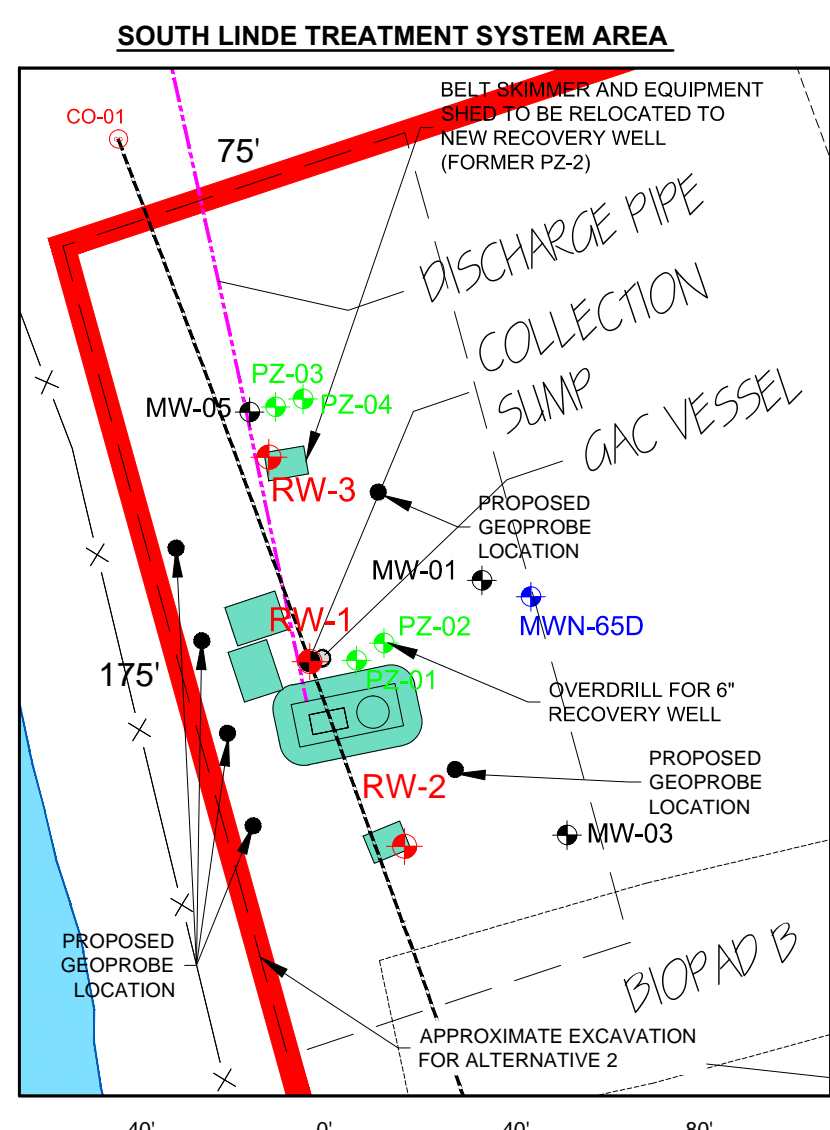 SOUTH LINDE TREATMENT SYSTEM AREA
BELT SKIMMER AND EQUIPMENT
SHED TO BE RELOCATED TO
NEW RECOVERY WELL
(FORMER PZ-2)
CO-01
75'
DISCHARGE PIPE
COLLECTION
SUMP
GAC VESSEL
PZ-03
PZ-04
MW-05
RW-3
PROPOSED
GEOPROBE
LOCATION
MW-01
MWN-65D
RW-1
PZ-02
PZ-01
175'
OVERDRILL FOR 6"
RECOVERY WELL
PROPOSED
GEOPROBE
LOCATION
RW-2
MW-03
PROPOSED
GEOPROBE
LOCATION
BIOPAD B
APPROXIMATE EXCAVATION
FOR ALTERNATIVE 2
40' 0' 40' 80'